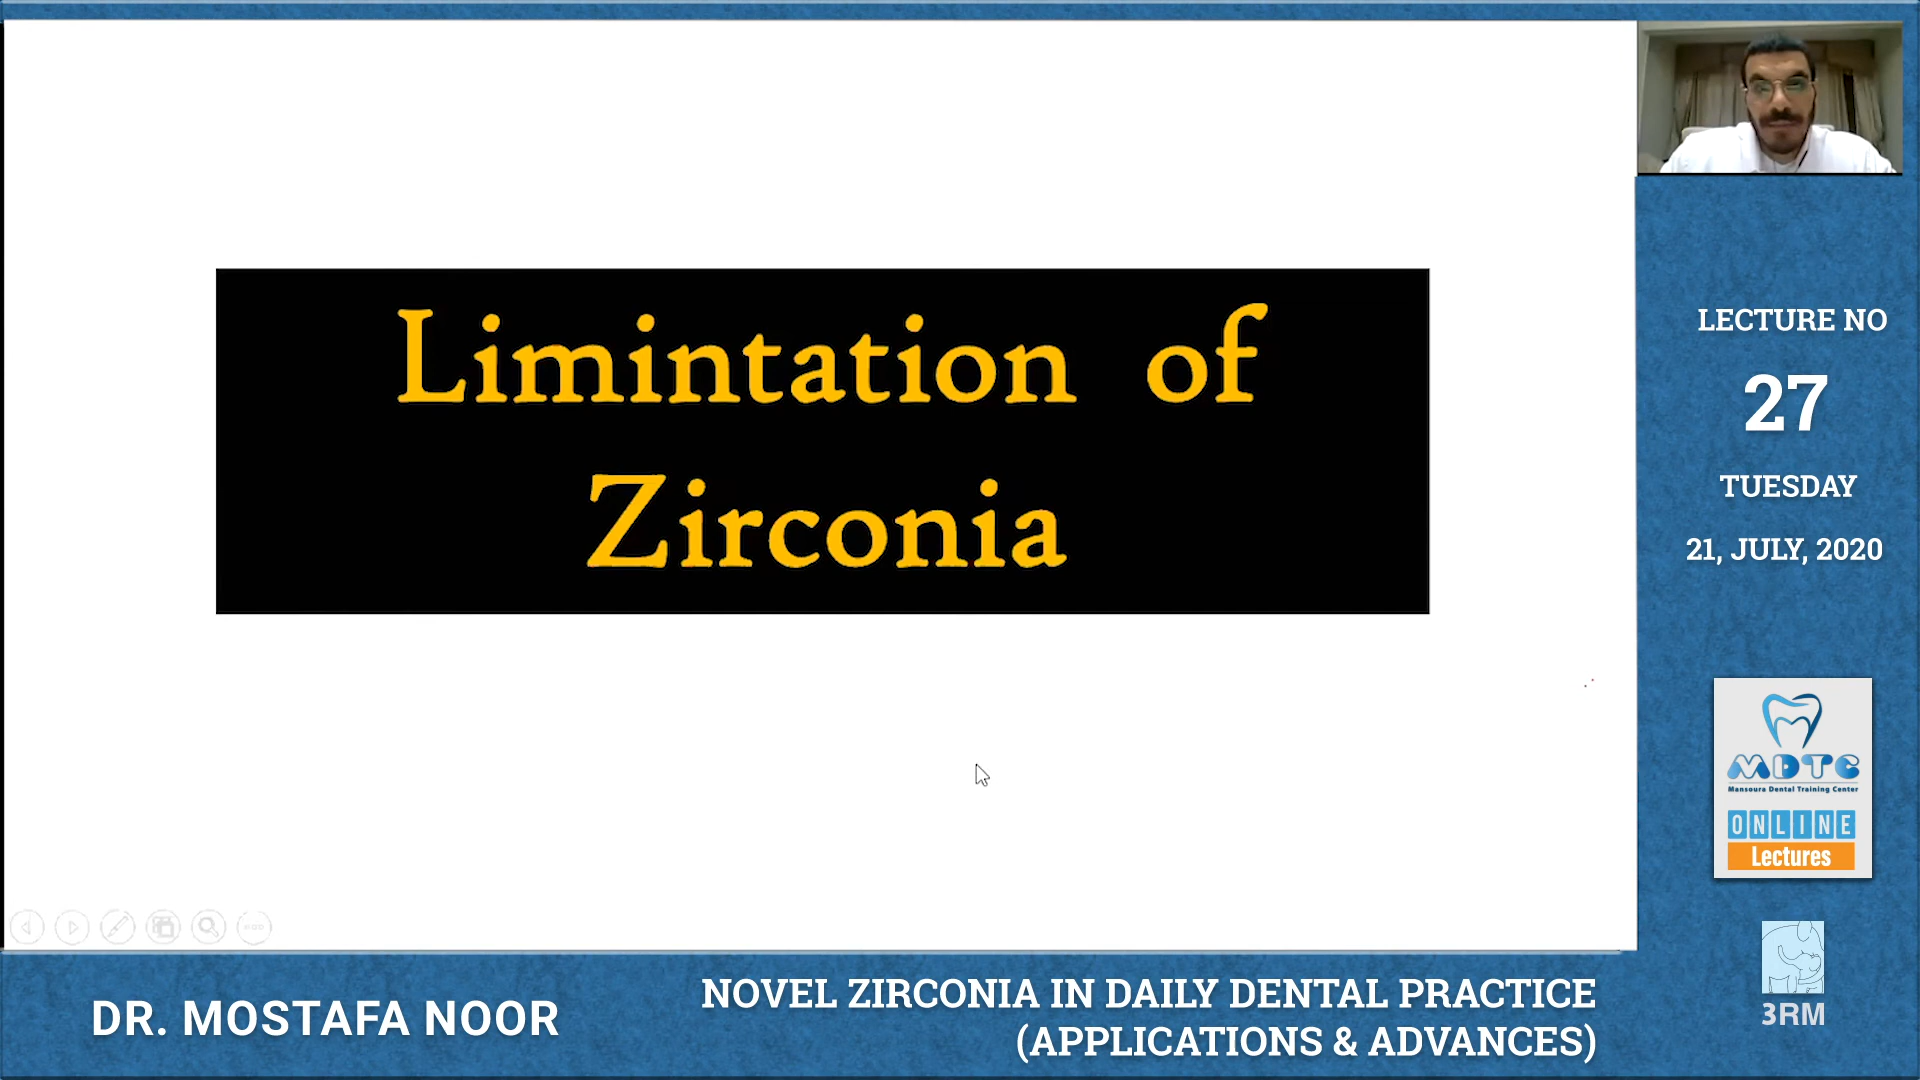 Limintation of
Zirconia
LECTURE NO
27
TUESDAY
21, JULY, 2020
MDTC
Mansoura Dental Training Center
ONLINE
Lectures
3RM
DR. MOSTAFA NOOR
NOVEL ZIRCONIA IN DAILY DENTAL PRACTICE
(APPLICATIONS & ADVANCES)